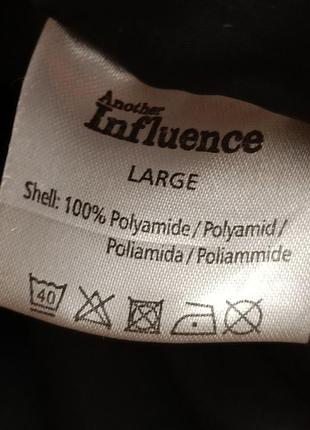 Another
Influence
LARGE
Shell: 100% Polyamide / Polyamid /
Poliamida / Poliammide
40